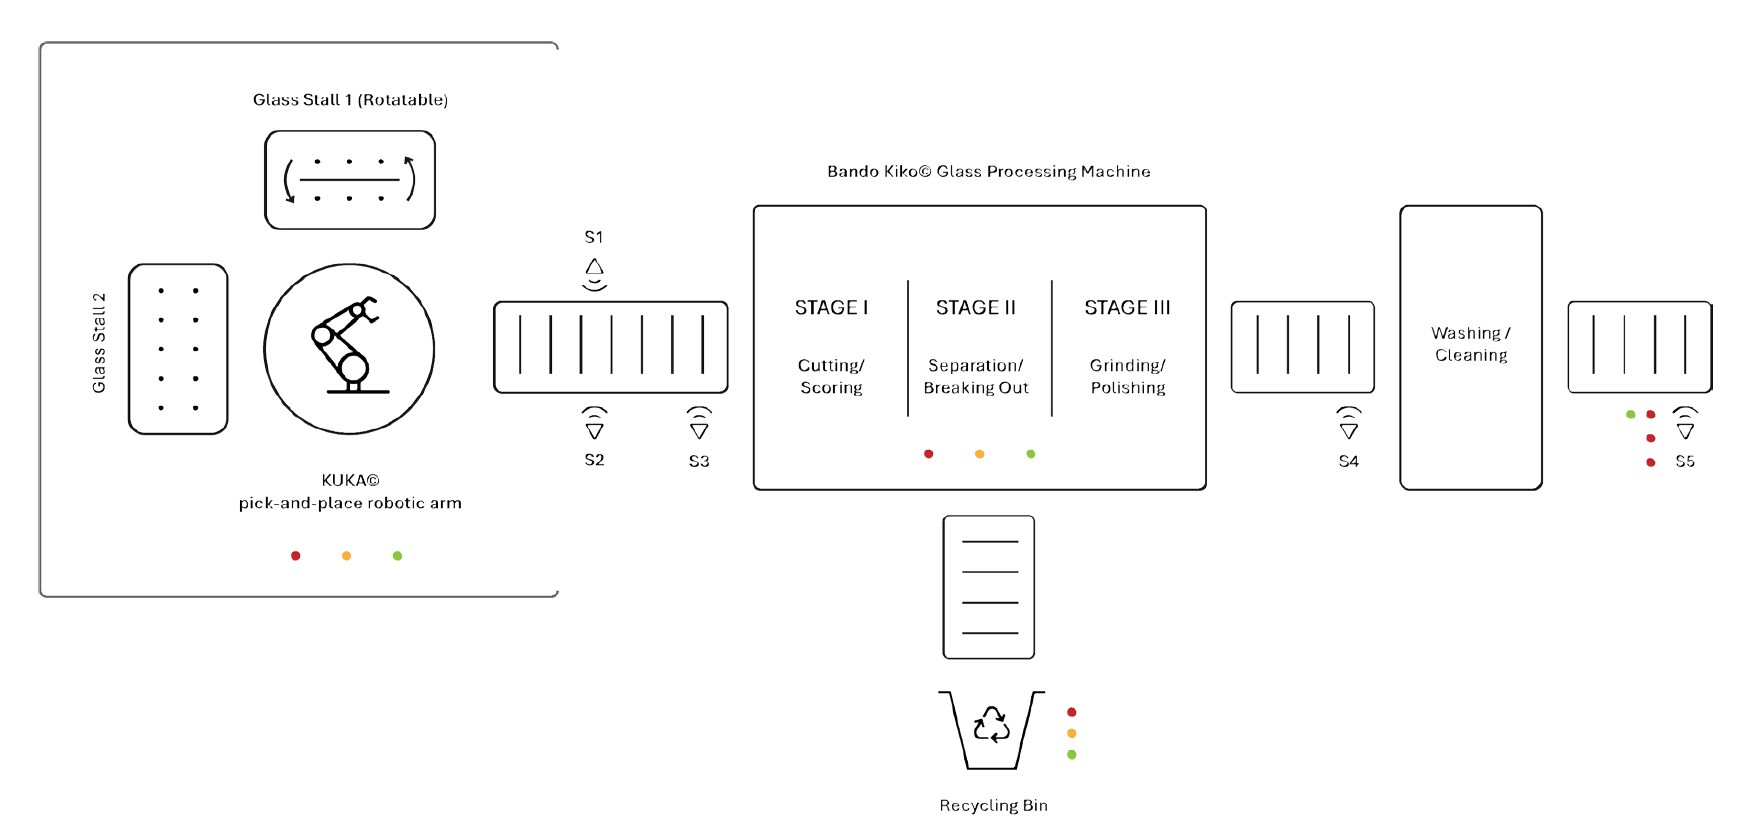 Glass Stall 1 (Rotatable)
Glass Stall 2
KUKA©
pick-and-place robotic arm
S1
S2
S3
Bando Kiko© Glass Processing Machine
STAGE I
Cutting/
Scoring
STAGE II
Separation/
Breaking Out
STAGE III
Grinding/
Polishing
S4
Washing /
Cleaning
S5
Recycling Bin